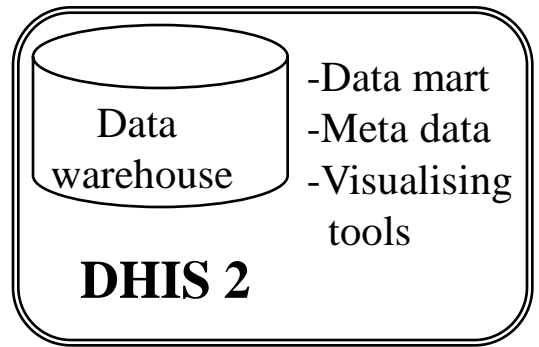 Data
warehouse
-Data mart
-Meta data
-Visualising
tools
DHIS 2